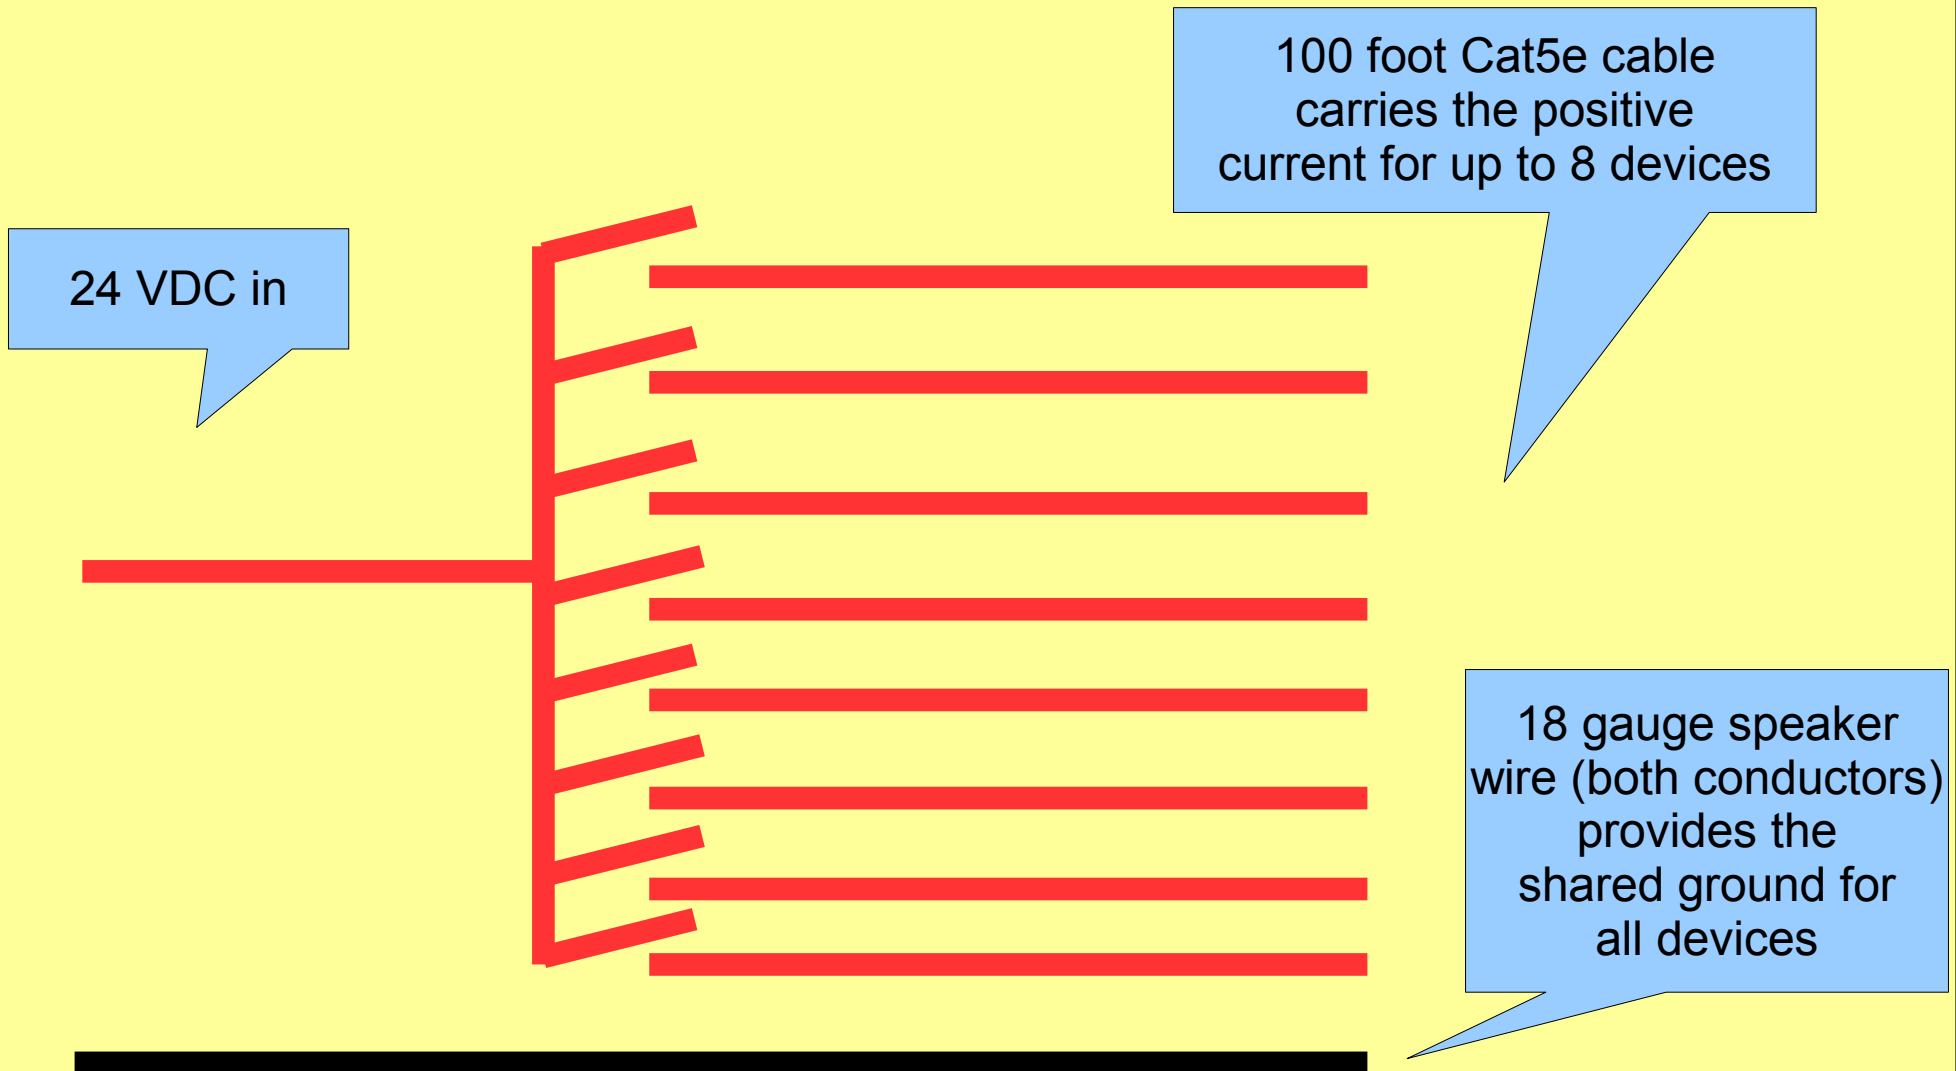 100 foot Cat5e cable
carries the positive
current for up to 8 devices
24 VDC in
18 gauge speaker
wire (both conductors)
provides the
shared ground for
all devices